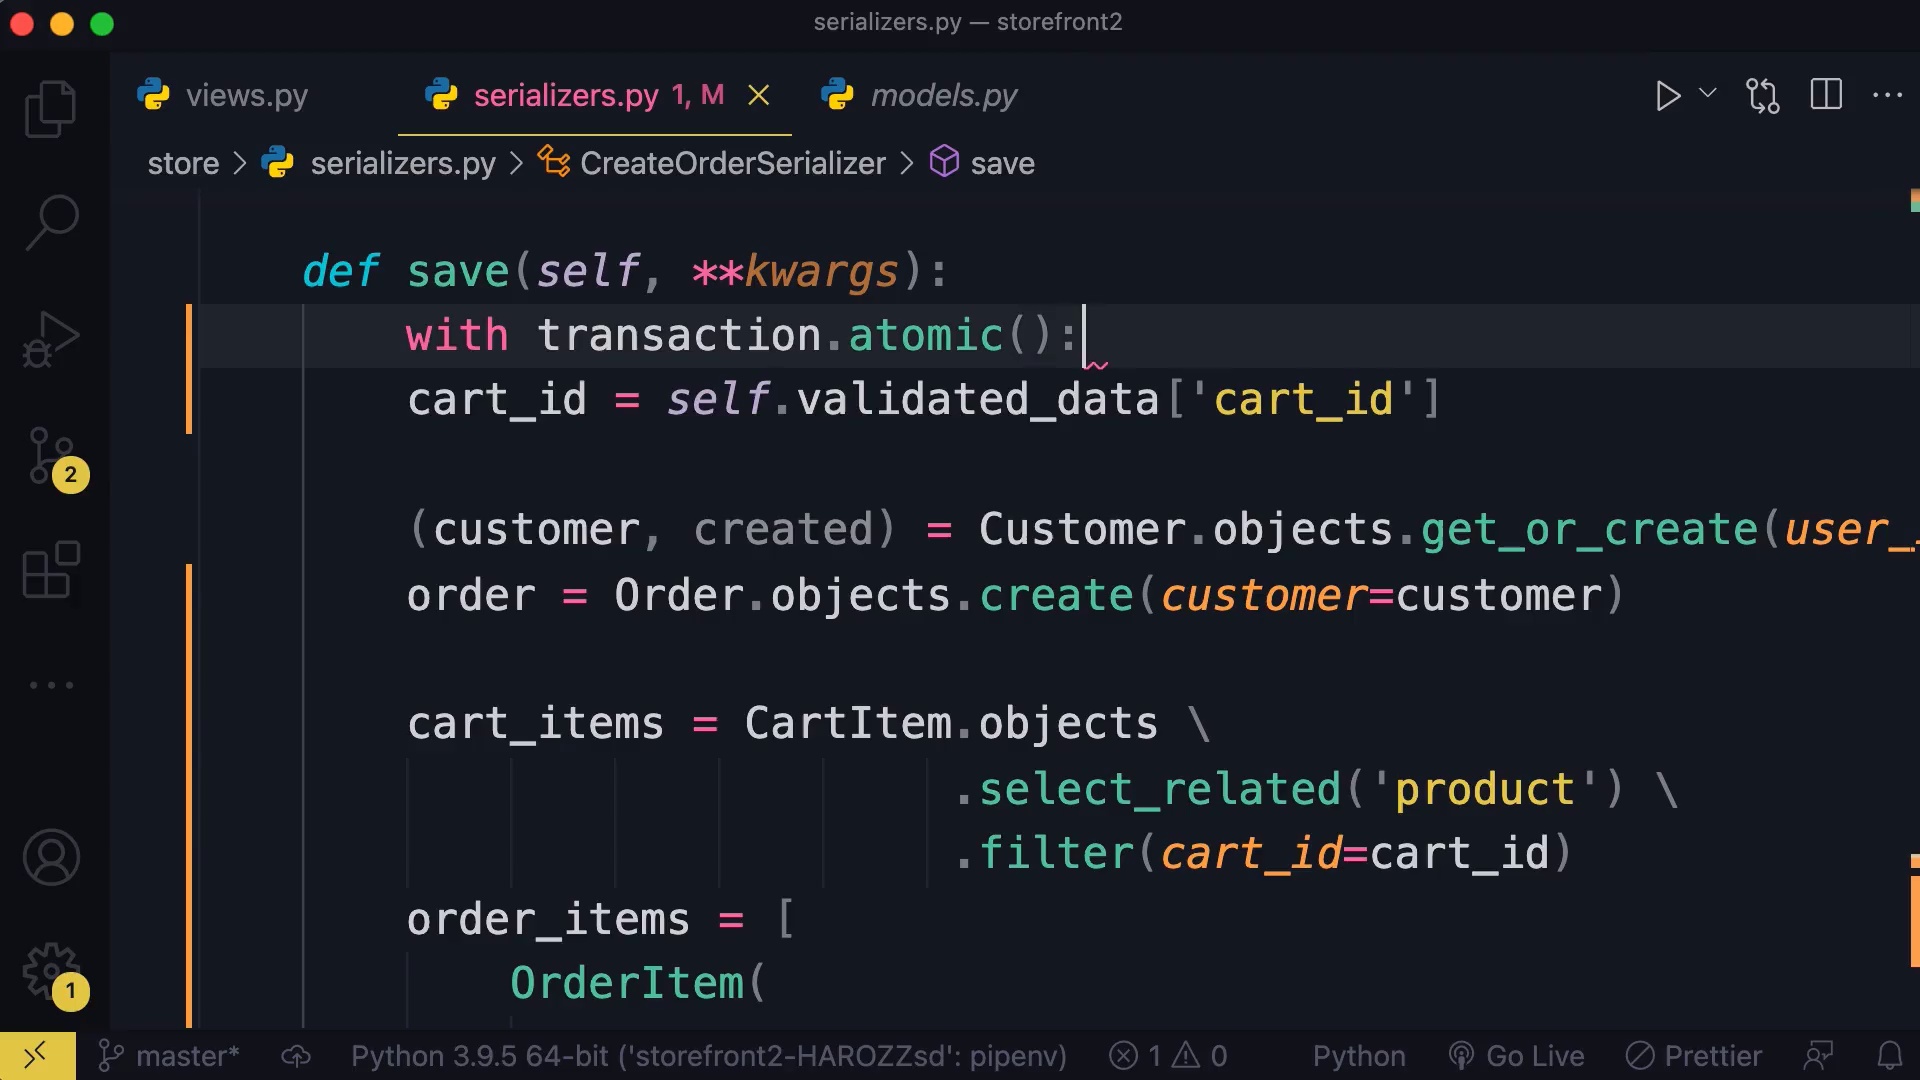 serializers.py — storefront2
views.py serializers.py 1, M models.py
store > serializers.py > CreateOrderSerializer > save
def save(self, **kwargs):
with transaction.atomic():
cart_id = self.validated_data['cart_id']
(customer, created) = Customer.objects.get_or_create(user_
order = Order.objects.create(customer=customer)
cart_items = CartItem.objects \
.select_related('product') \
.filter(cart_id=cart_id)
order_items = [
OrderItem(
2
1
master* Python 3.9.5 64-bit ('storefront2-HAROZZsd': pipenv) 1 0 Python Go Live Prettier